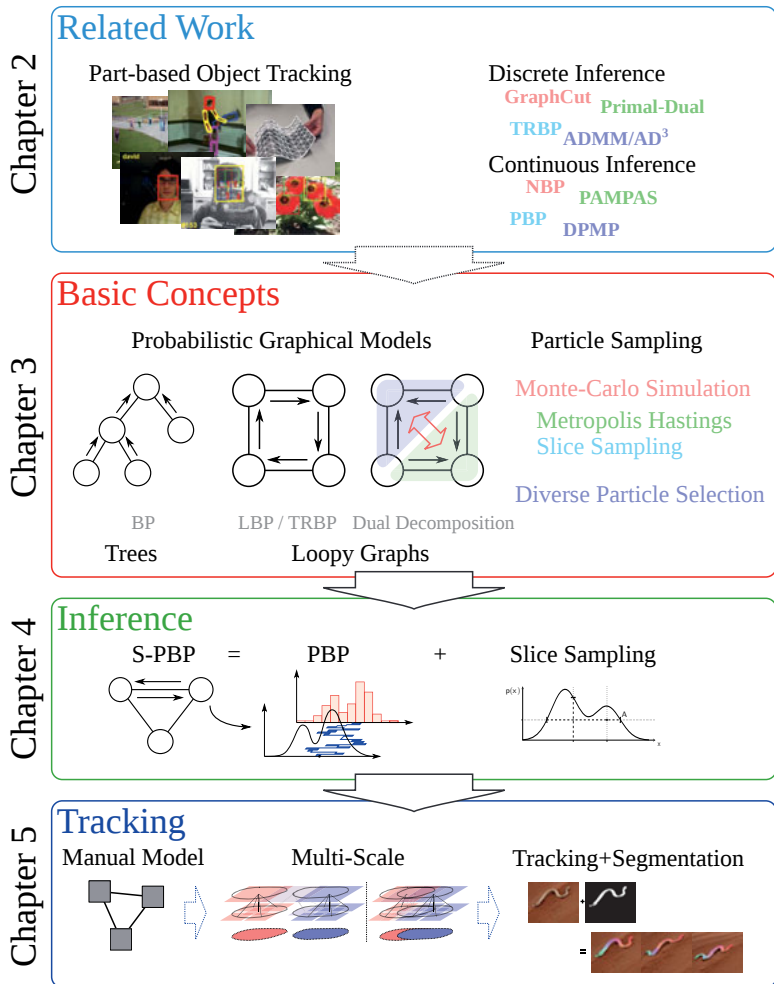 Chapter 2
Related Work
Part-based Object Tracking
david
Discrete Inference
GraphCut
Primal-Dual
TRBP
ADMM/AD³
Continuous Inference
NBP
PAMPAS
PBP
DPMP
Chapter 3
Basic Concepts
Probabilistic Graphical Models
Particle Sampling
Monte-Carlo Simulation
Metropolis Hastings
Slice Sampling
Diverse Particle Selection
BP
LBP / TRBP
Dual Decomposition
Trees
Loopy Graphs
Chapter 4
Inference
S-PBP = PBP + Slice Sampling
p(x)
A
x
Chapter 5
Tracking
Manual Model
Multi-Scale
Tracking+Segmentation
+
=